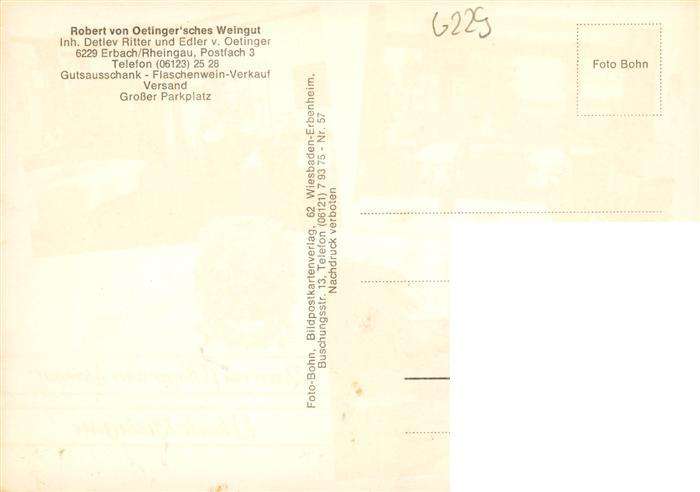 Robert von Oetinger'sches Weingut
Inh. Detlev Ritter und Edler v. Oetinger
6229 Erbach/Rheingau, Postfach 3
Telefon (06123) 25 28
Gutsausschank - Flaschenwein-Verkauf
Versand
Großer Parkplatz
6229
Foto Bohn
Foto-Bohn, Bildpostkartenverlag, 62 Wiesbaden-Erbenheim,
Buschungsstr. 13, Telefon (06121) 7 93 75 - Nr. 57
Nachdruck verboten